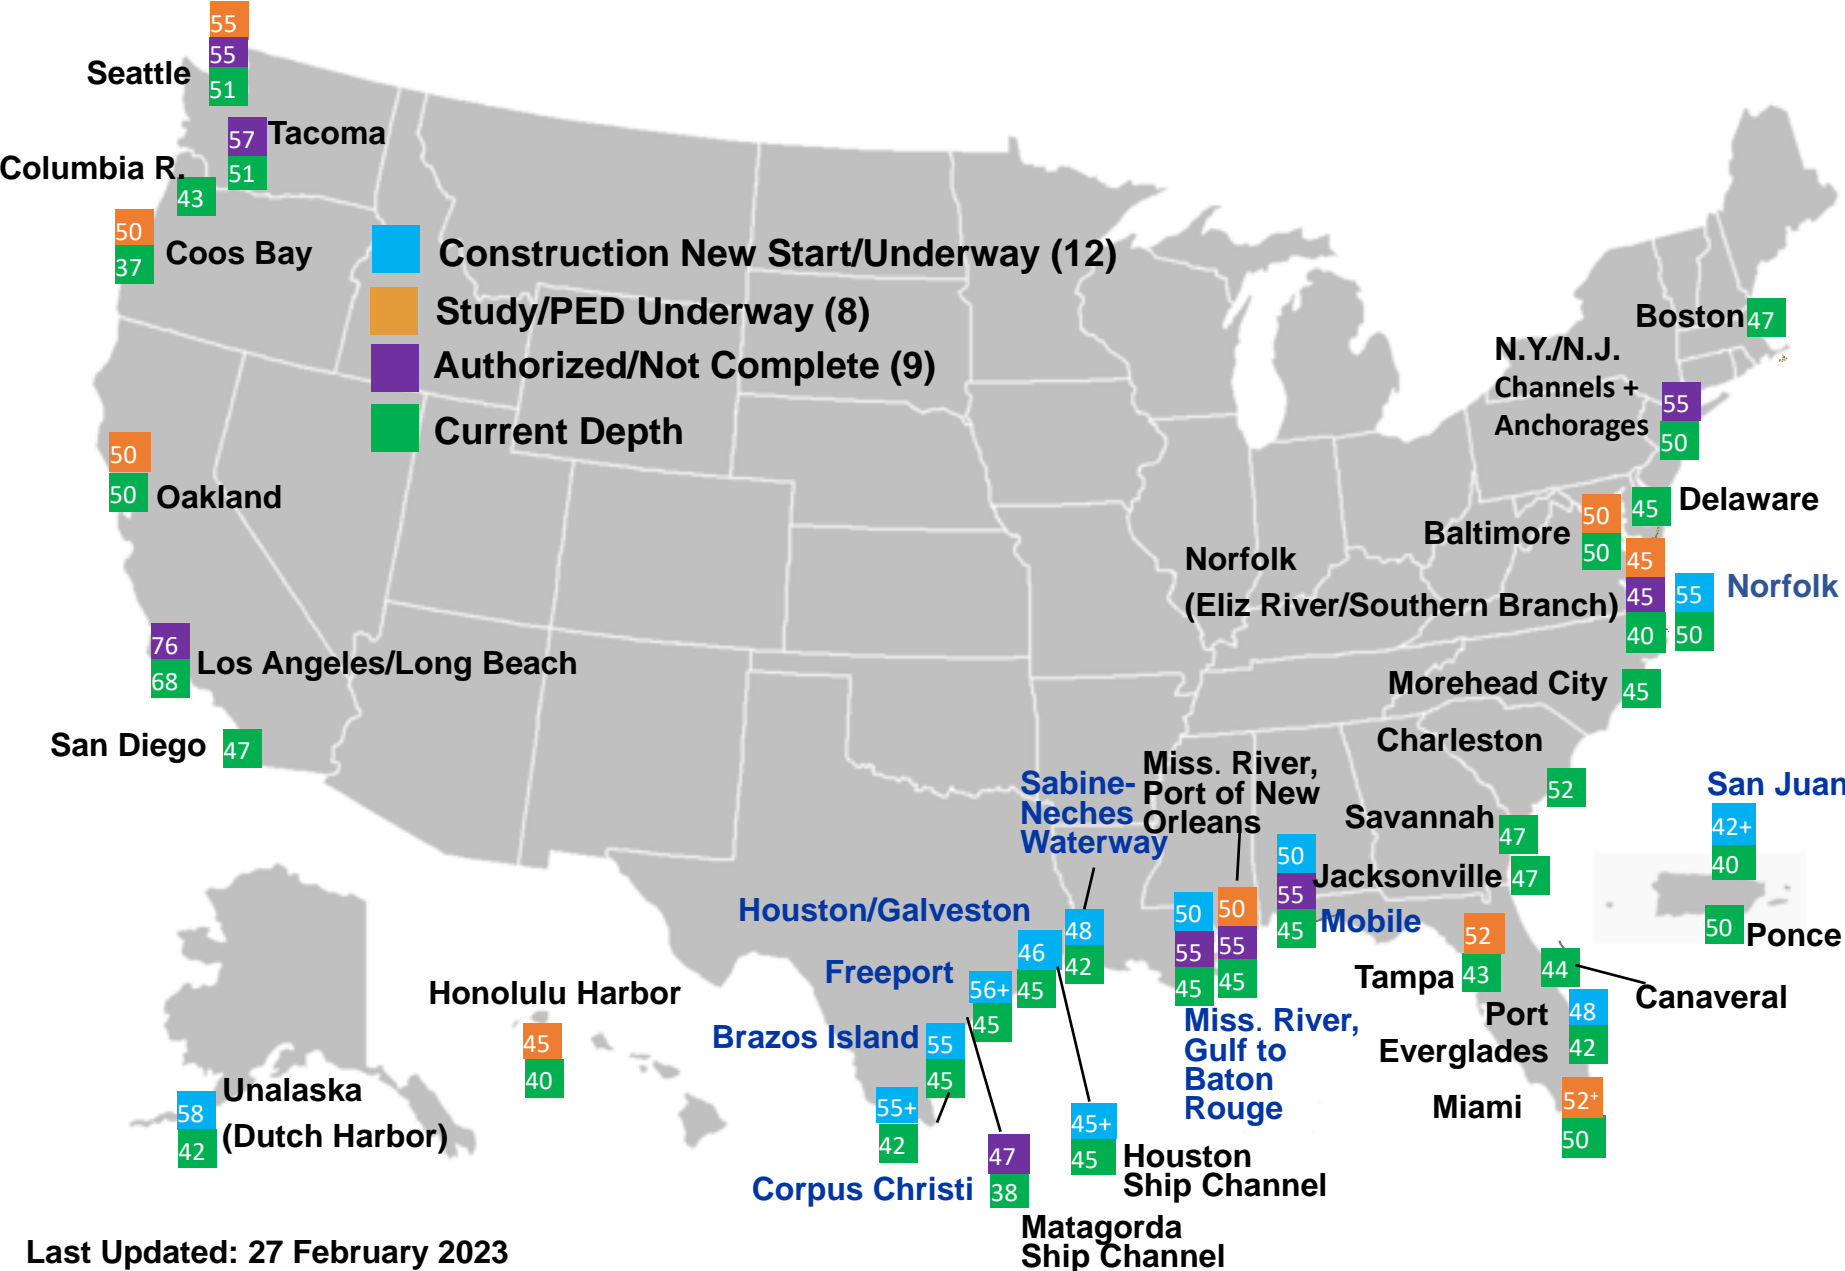 55
55
Seattle
51
57
Tacoma
51
Columbia R.
43
50
37
Coos Bay
Construction New Start/Underway (12)
Study/PED Underway (8)
Authorized/Not Complete (9)
Current Depth
Boston
47
N.Y./N.J.
Channels +
Anchorages
55
50
50
50
Oakland
45
Delaware
Baltimore
50
50
Norfolk
(Eliz River/Southern Branch)
45
45
40
55
50
Norfolk
76
68
Los Angeles/Long Beach
Morehead City
45
San Diego
47
Charleston
52
Savannah
47
Jacksonville
47
San Juan
42+
40
50
Ponce
Sabine-
Neches
Waterway
48
42
Miss. River,
Port of New
Orleans
50
55
45
50
55
45
Mobile
50
55
45
Miss. River,
Gulf to
Baton
Rouge
Houston/Galveston
46
45
Freeport
56+
45
Brazos Island
55
45
55+
42
Corpus Christi
47
38
Matagorda
Ship Channel
45+
45
Houston
Ship Channel
52
43
Tampa
44
Canaveral
Port
Everglades
48
42
Miami
52+
50
Honolulu Harbor
45
40
Unalaska
(Dutch Harbor)
58
42
Last Updated: 27 February 2023